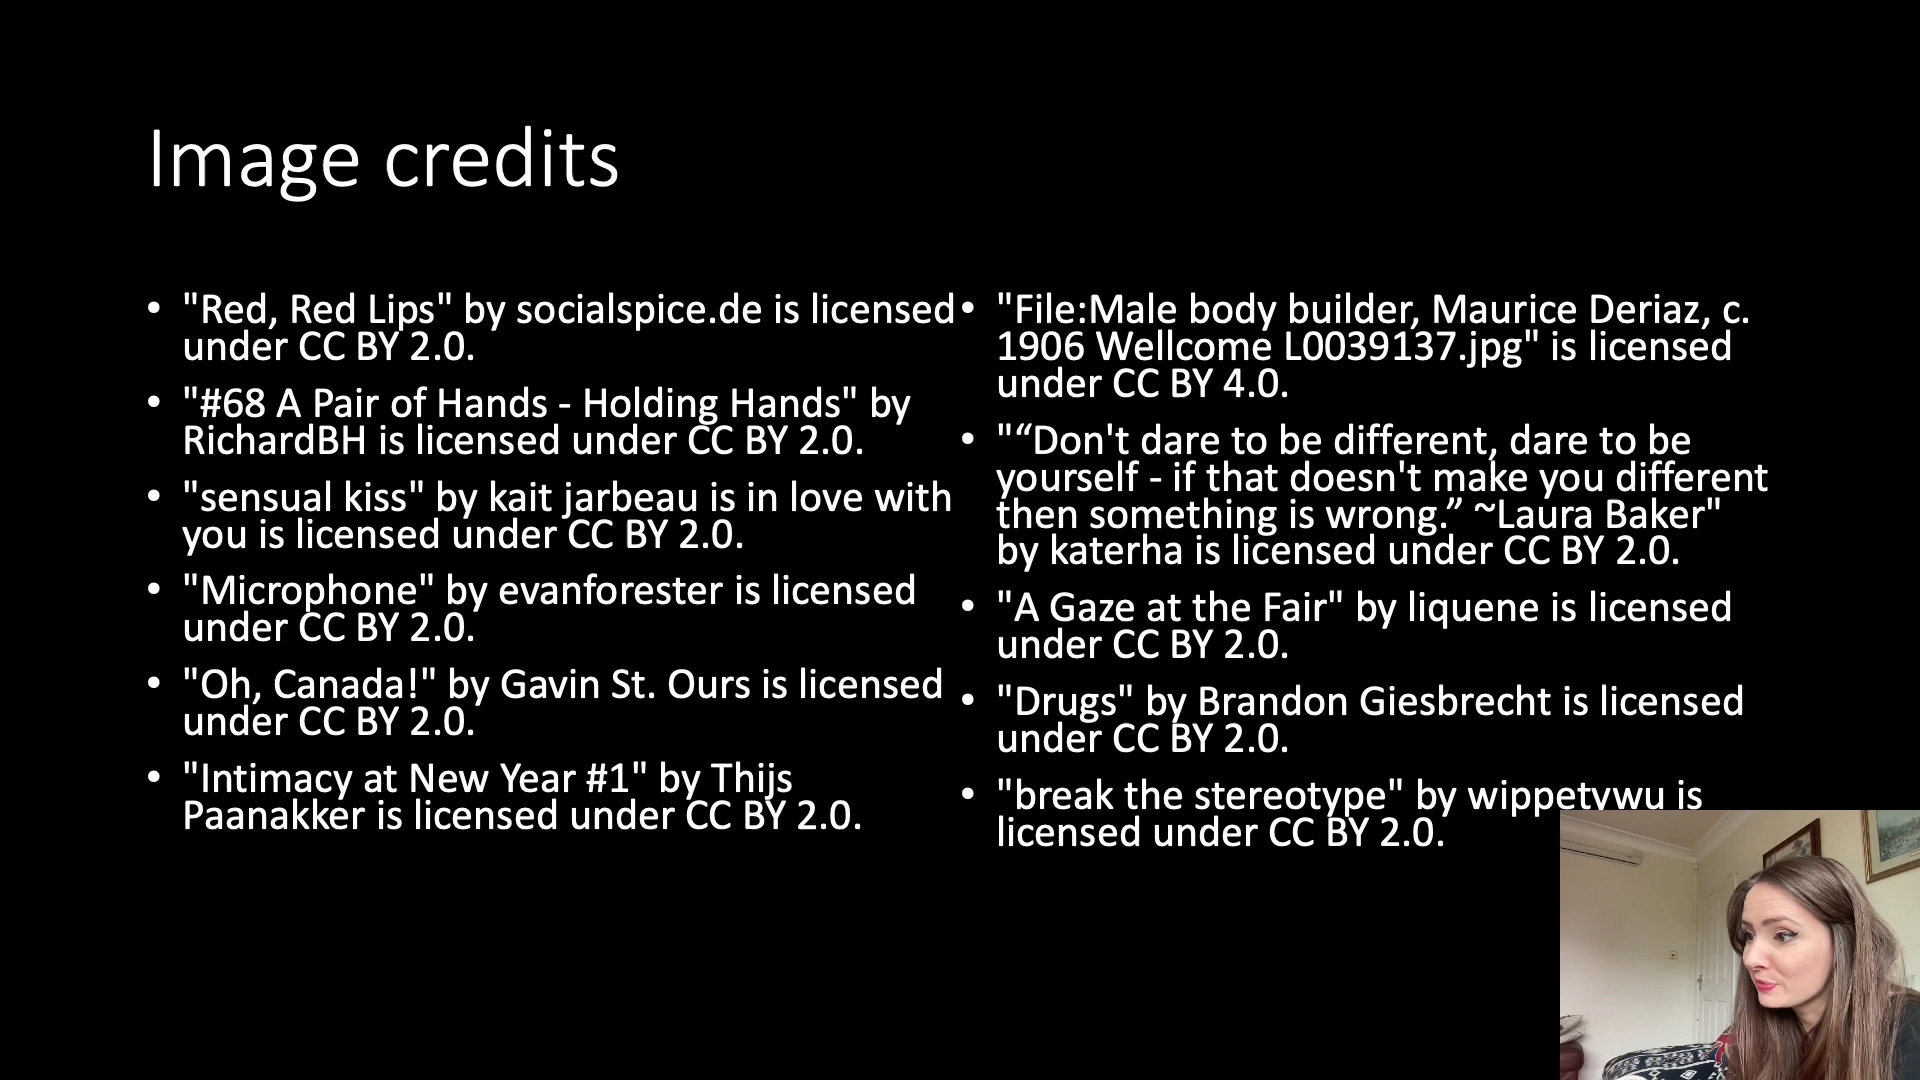 Image credits
• "Red, Red Lips" by socialspice.de is licensed
under CC BY 2.0.
• "#68 A Pair of Hands - Holding Hands" by
RichardBH is licensed under CC BY 2.0.
• "sensual kiss" by kait jarbeau is in love with
you is licensed under CC BY 2.0.
• "Microphone" by evanforester is licensed
under CC BY 2.0.
• "Oh, Canada!" by Gavin St. Ours is licensed
under CC BY 2.0.
• "Intimacy at New Year #1" by Thijs
Paanakker is licensed under CC BY 2.0.
• "File:Male body builder, Maurice Deriaz, c.
1906 Wellcome L0039137.jpg" is licensed
under CC BY 4.0.
• "“Don't dare to be different, dare to be
yourself - if that doesn't make you different
then something is wrong.” ~Laura Baker"
by katerha is licensed under CC BY 2.0.
• "A Gaze at the Fair" by liquene is licensed
under CC BY 2.0.
• "Drugs" by Brandon Giesbrecht is licensed
under CC BY 2.0.
• "break the stereotype" by wippetywu is
licensed under CC BY 2.0.